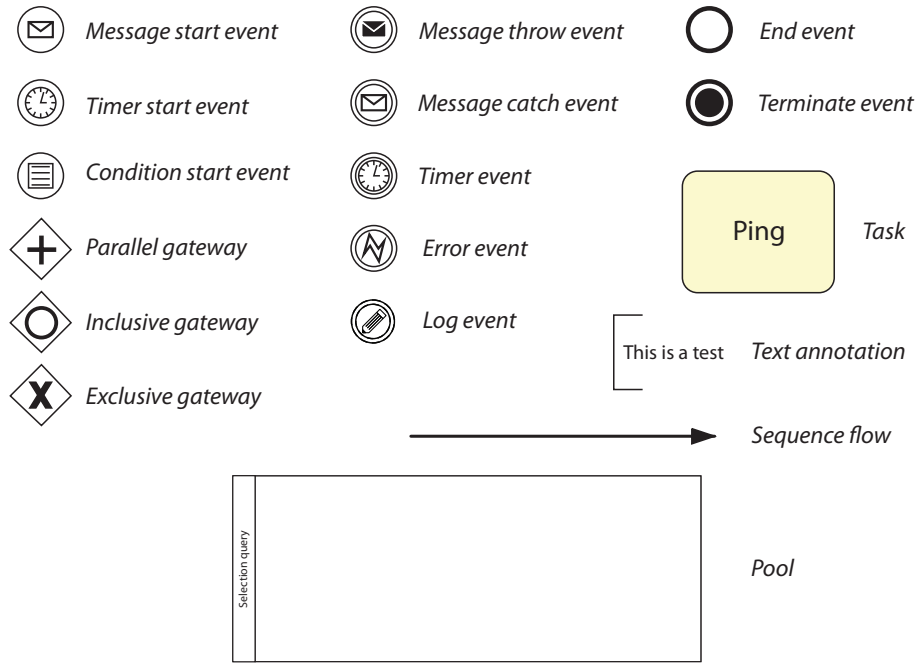 Message start event
Message throw event
End event
Timer start event
Message catch event
Terminate event
Condition start event
Timer event
Ping
Task
Parallel gateway
Error event
Inclusive gateway
Log event
This is a test
Text annotation
Exclusive gateway
Sequence flow
Selection query
Pool